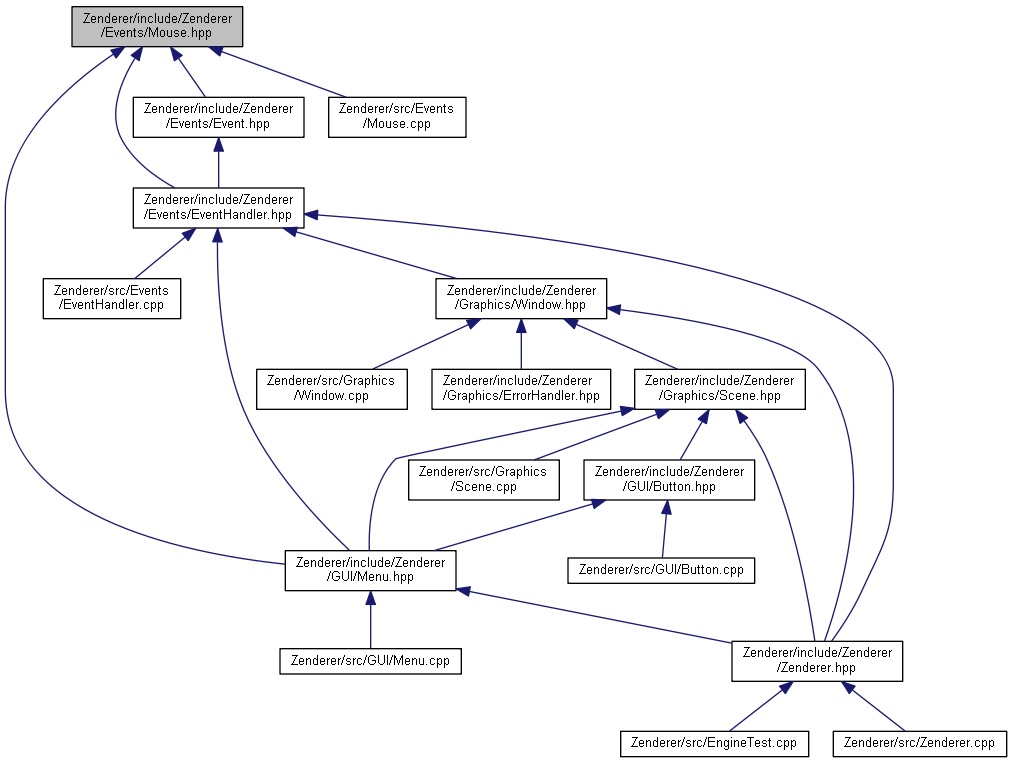 Zenderer/include/Zenderer
/Events/Mouse.hpp
Zenderer/include/Zenderer
/Events/Event.hpp
Zenderer/src/Events
/Mouse.cpp
Zenderer/include/Zenderer
/Events/EventHandler.hpp
Zenderer/src/Events
/EventHandler.cpp
Zenderer/include/Zenderer
/Graphics/Window.hpp
Zenderer/src/Graphics
/Window.cpp
Zenderer/include/Zenderer
/Graphics/ErrorHandler.hpp
Zenderer/include/Zenderer
/Graphics/Scene.hpp
Zenderer/src/Graphics
/Scene.cpp
Zenderer/include/Zenderer
/GUI/Button.hpp
Zenderer/include/Zenderer
/GUI/Menu.hpp
Zenderer/src/GUI/Button.cpp
Zenderer/src/GUI/Menu.cpp
Zenderer/include/Zenderer
/Zenderer.hpp
Zenderer/src/EngineTest.cpp
Zenderer/src/Zenderer.cpp